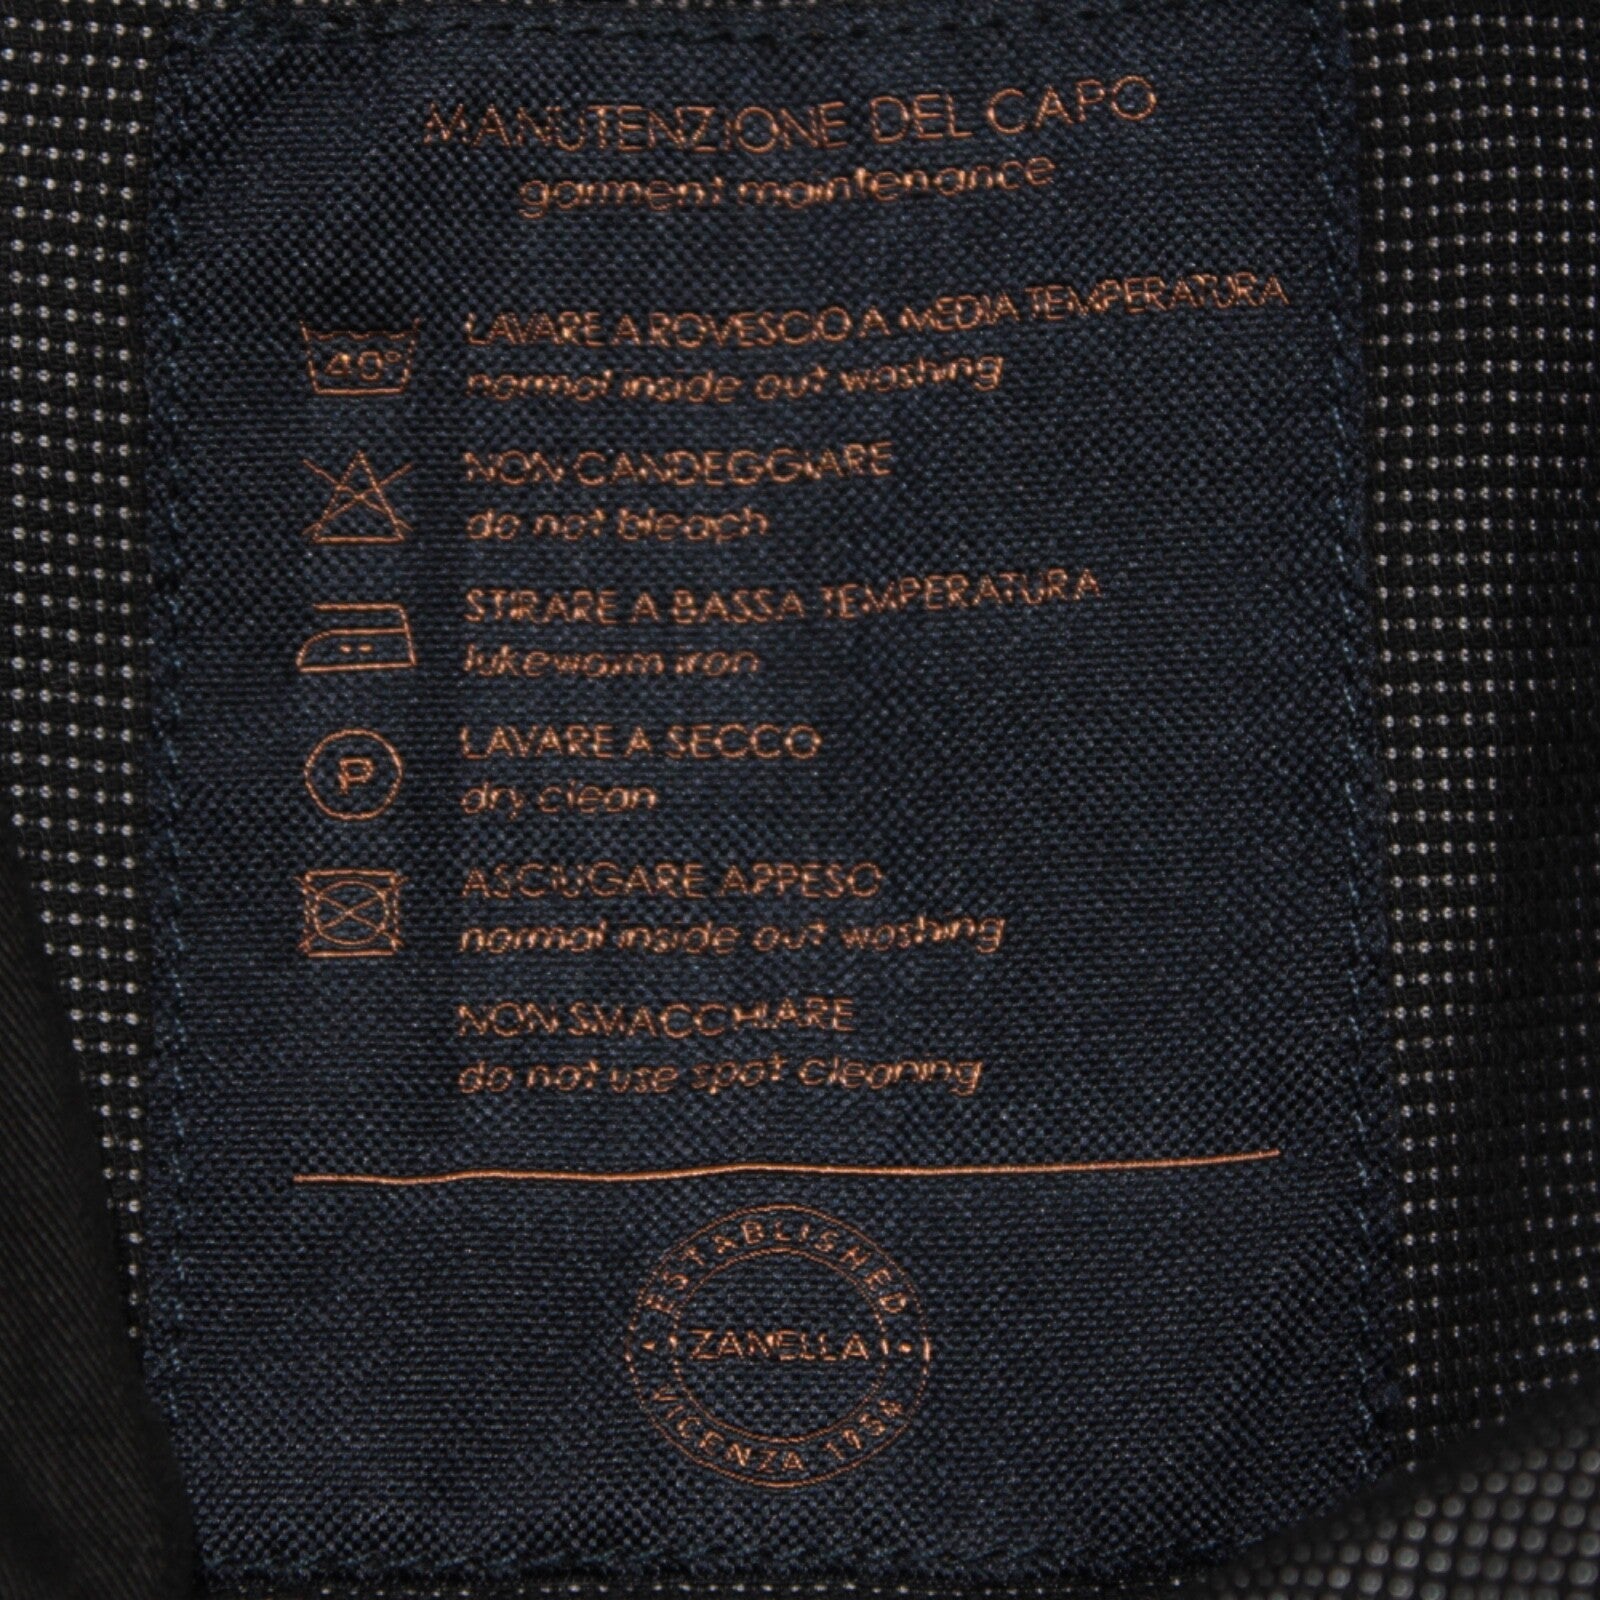 MANUTENZIONE DEL CAPO
garment maintenance
40°
LAVARE A ROVESCIO A MEDIA TEMPERATURA
normal inside out washing
NON CANDEGGIARE
do not bleach
STIRARE A BASSA TEMPERATURA
lukewarm iron
P
LAVARE A SECCO
dry clean
ASCIUGARE APPESO
normal inside out washing
NON SMACCHIARE
do not use spot cleaning
ESTABLISHED
ZANELLA
VICENZA 1954